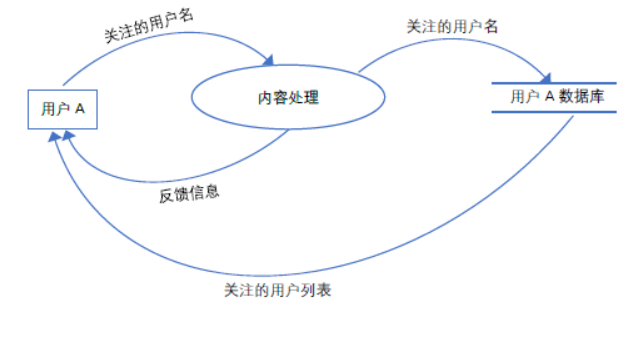 关注的用户名
关注的用户名
用户 A
内容处理
用户 A 数据库
反馈信息
关注的用户列表